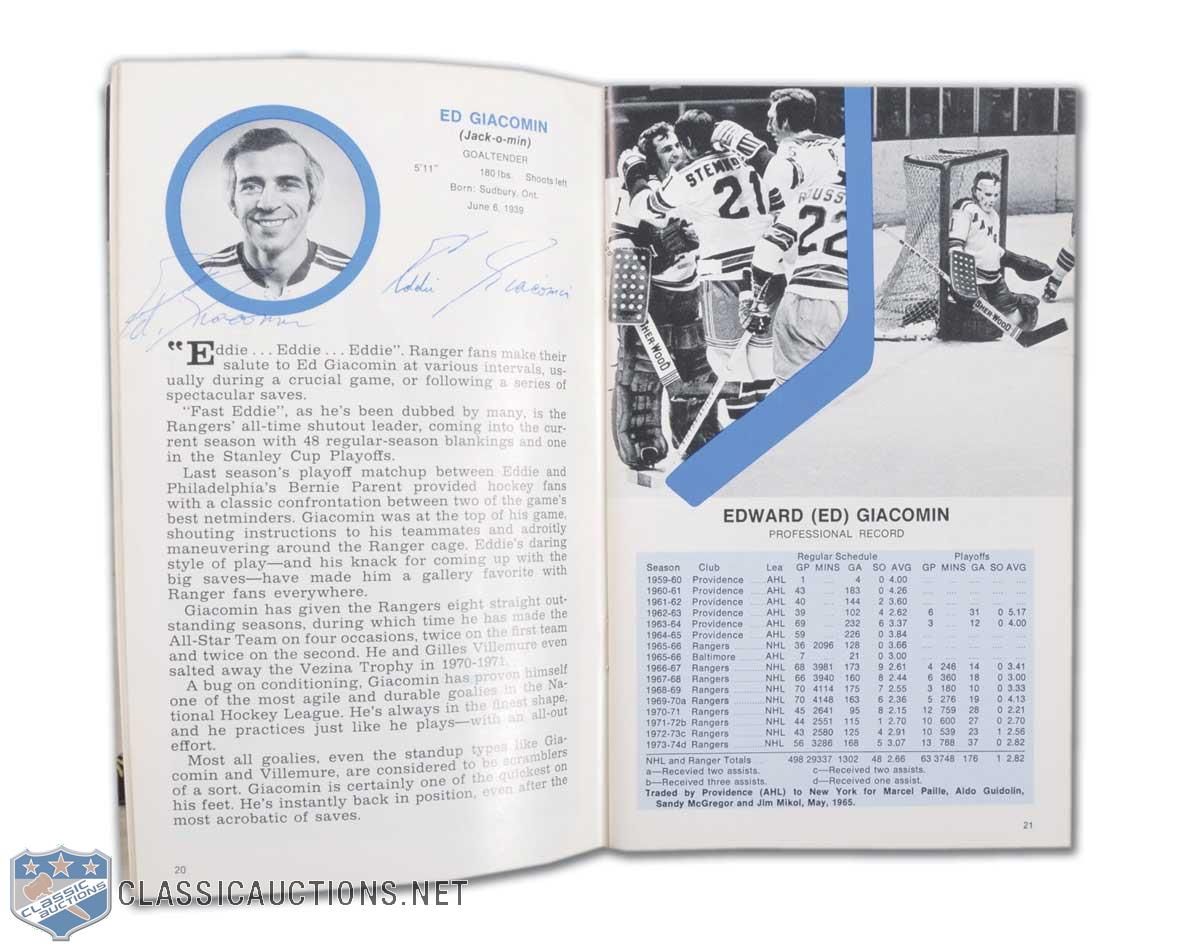 ED GIACOMIN
(Jack-o-min)
GOALTENDER
5'11" 180 lbs. Shoots left
Born: Sudbury, Ont.
June 6, 1939
Ed. Giacomin
Eddie Giacomin
"Eddie . . . Eddie . . . Eddie". Ranger fans make their
salute to Ed Giacomin at various intervals, us-
ually during a crucial game, or following a series of
spectacular saves.
"Fast Eddie", as he's been dubbed by many, is the
Rangers' all-time shutout leader, coming into the cur-
rent season with 48 regular-season blankings and one
in the Stanley Cup Playoffs.
Last season's playoff matchup between Eddie and
Philadelphia's Bernie Parent provided hockey fans
with a classic confrontation between two of the game's
best netminders. Giacomin was at the top of his game,
shouting instructions to his teammates and adroitly
maneuvering around the Ranger cage. Eddie's daring
style of play—and his knack for coming up with the
big saves—have made him a gallery favorite with
Ranger fans everywhere.
Giacomin has given the Rangers eight straight out-
standing seasons, during which time he has made the
All-Star Team on four occasions, twice on the first team
and twice on the second. He and Gilles Villemure even
salted away the Vezina Trophy in 1970-1971.
A bug on conditioning, Giacomin has proven himself
one of the most agile and durable goalies in the Na-
tional Hockey League. He's always in the finest shape,
and he practices just like he plays—with an all-out
effort.
Most all goalies, even the standup types like Gia-
comin and Villemure, are considered to be scramblers
of a sort. Giacomin is certainly one of the quickest on
his feet. He's instantly back in position, even after the
most acrobatic of saves.
20
STEMKO
21
ROUSS
22
SHER-WOOD
SHER-WOOD
EDWARD (ED) GIACOMIN
PROFESSIONAL RECORD
Regular Schedule Playoffs
Season Club Lea GP MINS GA SO AVG GP MINS GA SO AVG
1959-60 Providence .....AHL 1 .... 4 0 4.00 .... .... .... .... ....
1960-61 Providence .....AHL 43 .... 183 0 4.26 .... .... .... .... ....
1961-62 Providence .....AHL 40 .... 144 2 3.60 .... .... .... .... ....
1962-63 Providence .....AHL 39 .... 102 4 2.62 6 .... 31 0 5.17
1963-64 Providence .....AHL 69 .... 232 6 3.37 3 .... 12 0 4.00
1964-65 Providence .....AHL 59 .... 226 0 3.84 .... .... .... .... ....
1965-66 Rangers .....NHL 36 2096 128 0 3.66 .... .... .... .... ....
1965-66 Baltimore .....AHL 7 .... 21 0 3.00 .... .... .... .... ....
1966-67 Rangers .....NHL 68 3981 173 9 2.61 4 246 14 0 3.41
1967-68 Rangers .....NHL 66 3940 160 8 2.44 6 360 18 0 3.00
1968-69 Rangers .....NHL 70 4114 175 7 2.55 3 180 10 0 3.33
1969-70a Rangers .....NHL 70 4148 163 6 2.36 5 276 19 0 4.13
1970-71 Rangers .....NHL 45 2641 95 8 2.15 12 759 28 0 2.21
1971-72b Rangers .....NHL 44 2551 115 1 2.70 10 600 27 0 2.70
1972-73c Rangers .....NHL 43 2580 125 4 2.91 10 539 23 1 2.56
1973-74d Rangers .....NHL 56 3286 168 5 3.07 13 788 37 0 2.82
NHL and Ranger Totals .... 498 29337 1302 48 2.66 63 3748 176 1 2.82
a—Recevied two assists. c—Received two assists.
b—Received three assists. d—Received one assist.
Traded by Providence (AHL) to New York for Marcel Paille, Aldo Guidolin,
Sandy McGregor and Jim Mikol, May, 1965.
21
CLASSIC AUCTIONS
CLASSICAUCTIONS.NET